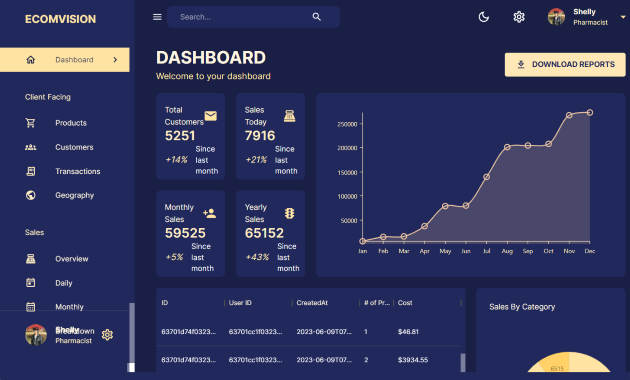 ECOMVISION
Search...
Shelly
Pharmacist
Dashboard
Client Facing
Products
Customers
Transactions
Geography
Sales
Overview
Daily
Monthly
Breakdown
Shelly
Pharmacist
DASHBOARD
Welcome to your dashboard
DOWNLOAD REPORTS
Total
Customers
5251
+14%
Since
last
month
Sales
Today
7916
+21%
Since
last
month
Monthly
Sales
59525
+5%
Since
last
month
Yearly
Sales
65152
+43%
Since
last
month
250000
200000
150000
100000
50000
Jan Feb Mar Apr May Jun Jul Aug Sep Oct Nov Dec
ID User ID CreatedAt # of Pr... Cost
63701d74f0323... 63701cc1f0323... 2023-06-09T07... 1 $46.81
63701d74f0323... 63701cc1f0323... 2023-06-09T07... 2 $3934.55
Sales By Category
6515